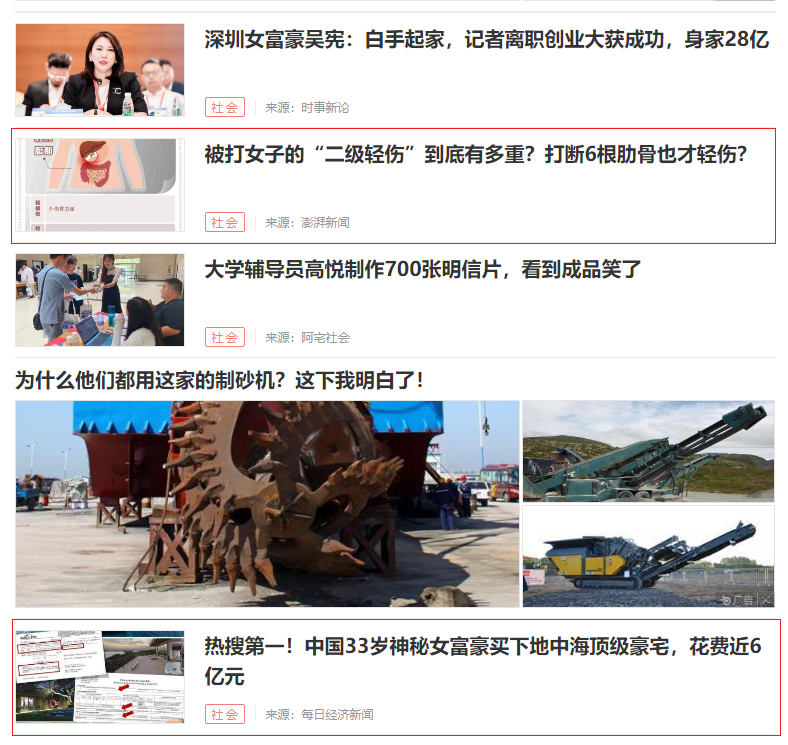 深圳女富豪吴宪：白手起家，记者离职创业大获成功，身家28亿
社会
来源：时事新论
被打女子的“二级轻伤”到底有多重？打断6根肋骨也才轻伤？
社会
来源：澎湃新闻
大学辅导员高悦制作700张明信片，看到成品笑了
社会
来源：阿宅社会
为什么他们都用这家的制砂机？这下我明白了！
广告
热搜第一！中国33岁神秘女富豪买下地中海顶级豪宅，花费近6
亿元
社会
来源：每日经济新闻